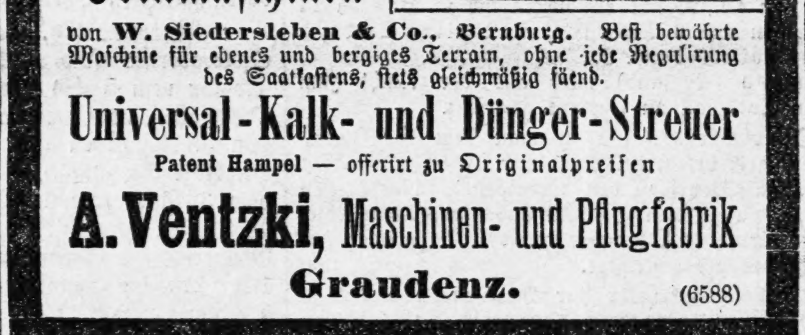 von W. Siedersleben & Co., Bernburg. Best bewährte
Maschine für ebenes und bergiges Terrain, ohne jede Regulirung
des Saatkastens, stets gleichmäßig säend.
Universal-Kalk- und Dünger-Streuer
Patent Hampel — offerirt zu Originalpreisen
A. Ventzki, Maschinen- und Pflugfabrik
Graudenz.
(6588)